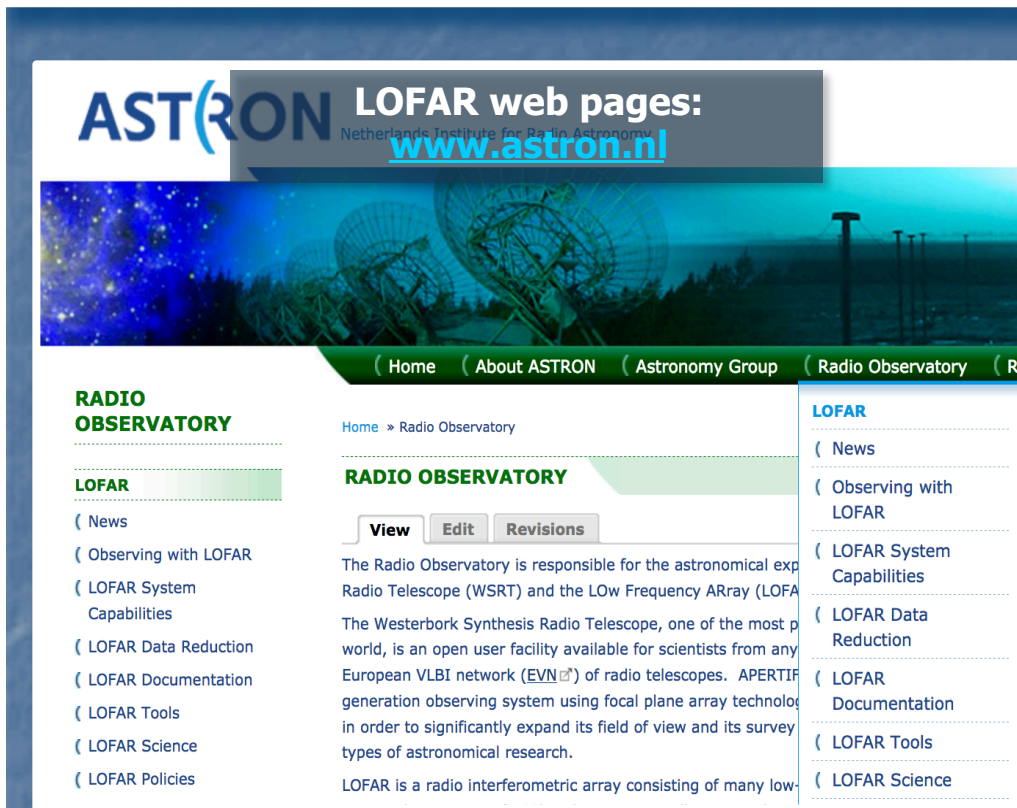 ASTRON
LOFAR web pages:
Netherlands Institute for Radio Astronomy
www.astron.nl
( Home ( About ASTRON ( Astronomy Group ( Radio Observatory ( R
RADIO
OBSERVATORY
LOFAR
( News
( Observing with LOFAR
( LOFAR System
Capabilities
( LOFAR Data Reduction
( LOFAR Documentation
( LOFAR Tools
( LOFAR Science
( LOFAR Policies
Home » Radio Observatory
RADIO OBSERVATORY
View Edit Revisions
The Radio Observatory is responsible for the astronomical exp
Radio Telescope (WSRT) and the LOw Frequency ARray (LOFA
The Westerbork Synthesis Radio Telescope, one of the most p
world, is an open user facility available for scientists from any
European VLBI network (EVN) of radio telescopes. APERTIF
generation observing system using focal plane array technolog
in order to significantly expand its field of view and its survey
types of astronomical research.
LOFAR is a radio interferometric array consisting of many low-
LOFAR
( News
( Observing with
LOFAR
( LOFAR System
Capabilities
( LOFAR Data
Reduction
( LOFAR
Documentation
( LOFAR Tools
( LOFAR Science